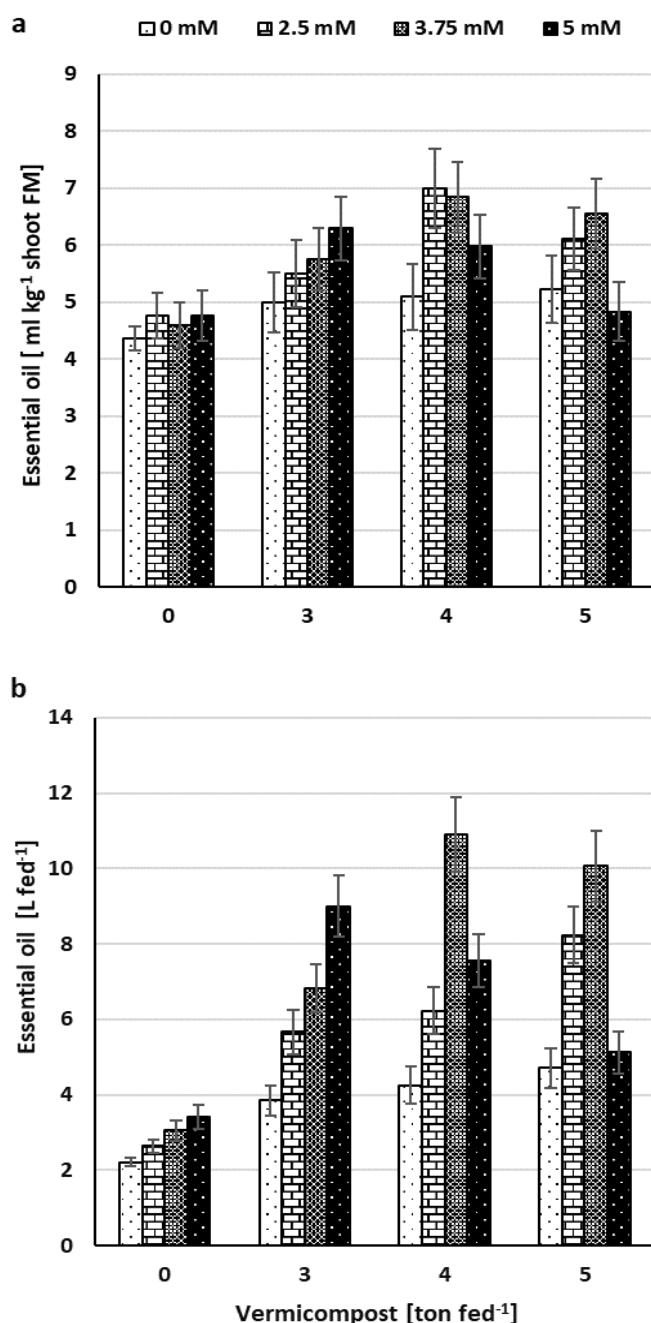 a
0 mM 2.5 mM 3.75 mM 5 mM
9
8
7
6
5
4
3
2
1
0
Essential oil [ ml kg⁻¹ shoot FM]
0 3 4 5
b
14
12
10
8
6
4
2
0
Essential oil [L fed⁻¹]
0 3 4 5
Vermicompost [ton fed⁻¹]